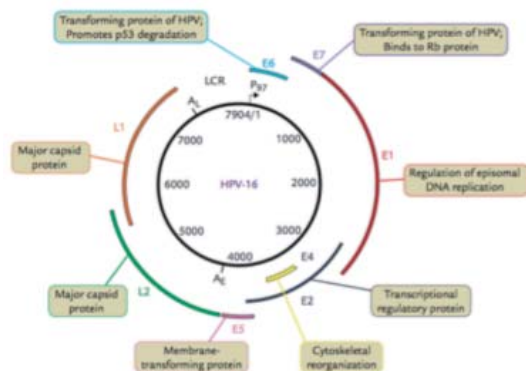 Transforming protein of HPV;
Promotes p53 degradation
Transforming protein of HPV;
Binds to Rb protein
E6
E7
LCR
P97
AL
7904/1
1000
2000
3000
4000
5000
6000
7000
HPV-16
L1
Major capsid
protein
E1
Regulation of episomal
DNA replication
E4
E2
AE
Major capsid
protein
L2
E5
Transcriptional
regulatory protein
Membrane-
transforming protein
Cytoskeletal
reorganization